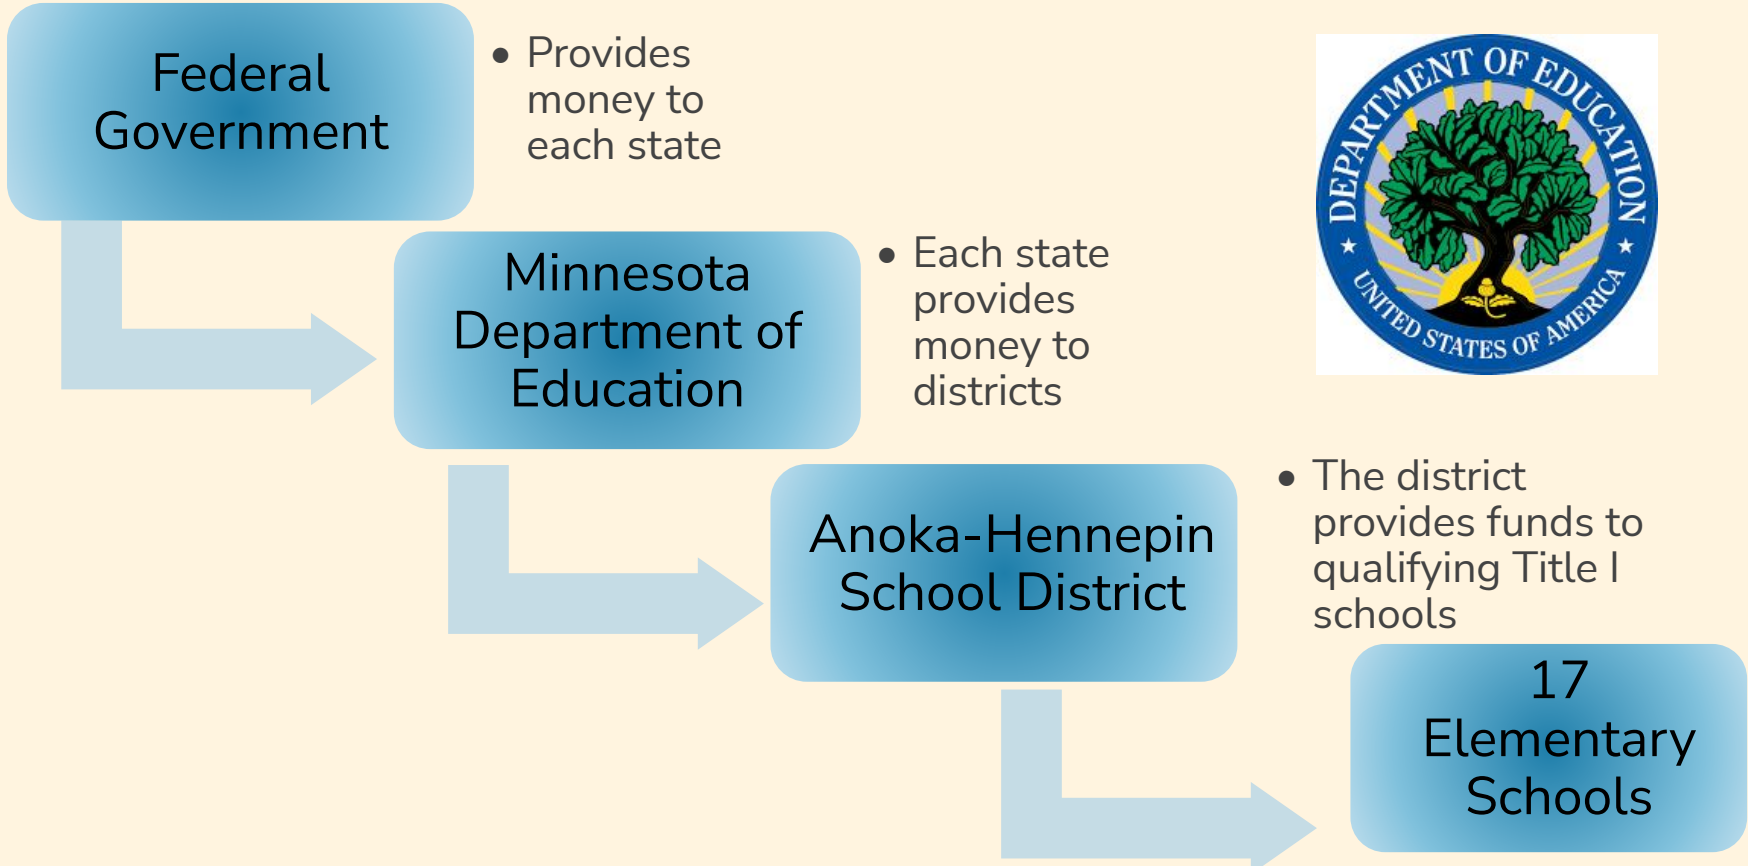 Federal
Government
• Provides
money to
each state
DEPARTMENT OF EDUCATION
★ UNITED STATES OF AMERICA ★
Minnesota
Department of
Education
• Each state
provides
money to
districts
Anoka-Hennepin
School District
• The district
provides funds to
qualifying Title I
schools
17
Elementary
Schools